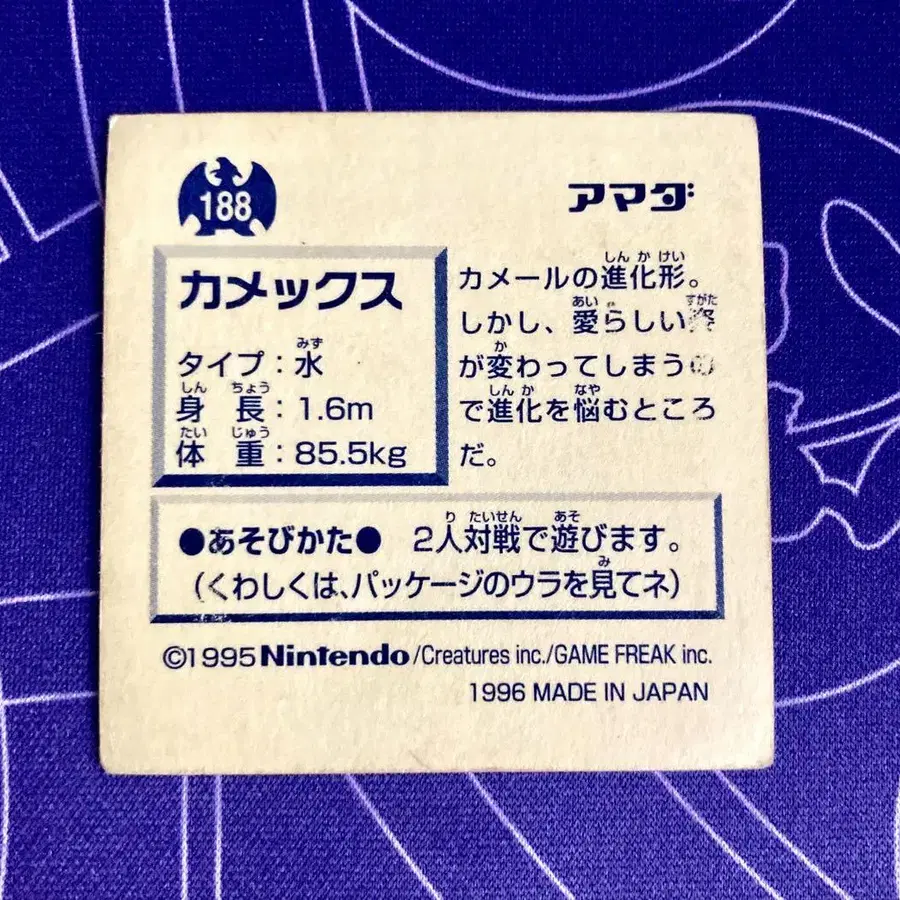 188
アマダ
カメックス
タイプ：水
身長：1.6m
体重：85.5kg
カメールの進化形。
しかし、愛らしい姿
が変わってしまうの
で進化を悩むところ
だ。
●あそびかた● 2人対戦で遊びます。
(くわしくは、パッケージのウラを見てネ)
©1995 Nintendo/Creatures inc./GAME FREAK inc.
1996 MADE IN JAPAN